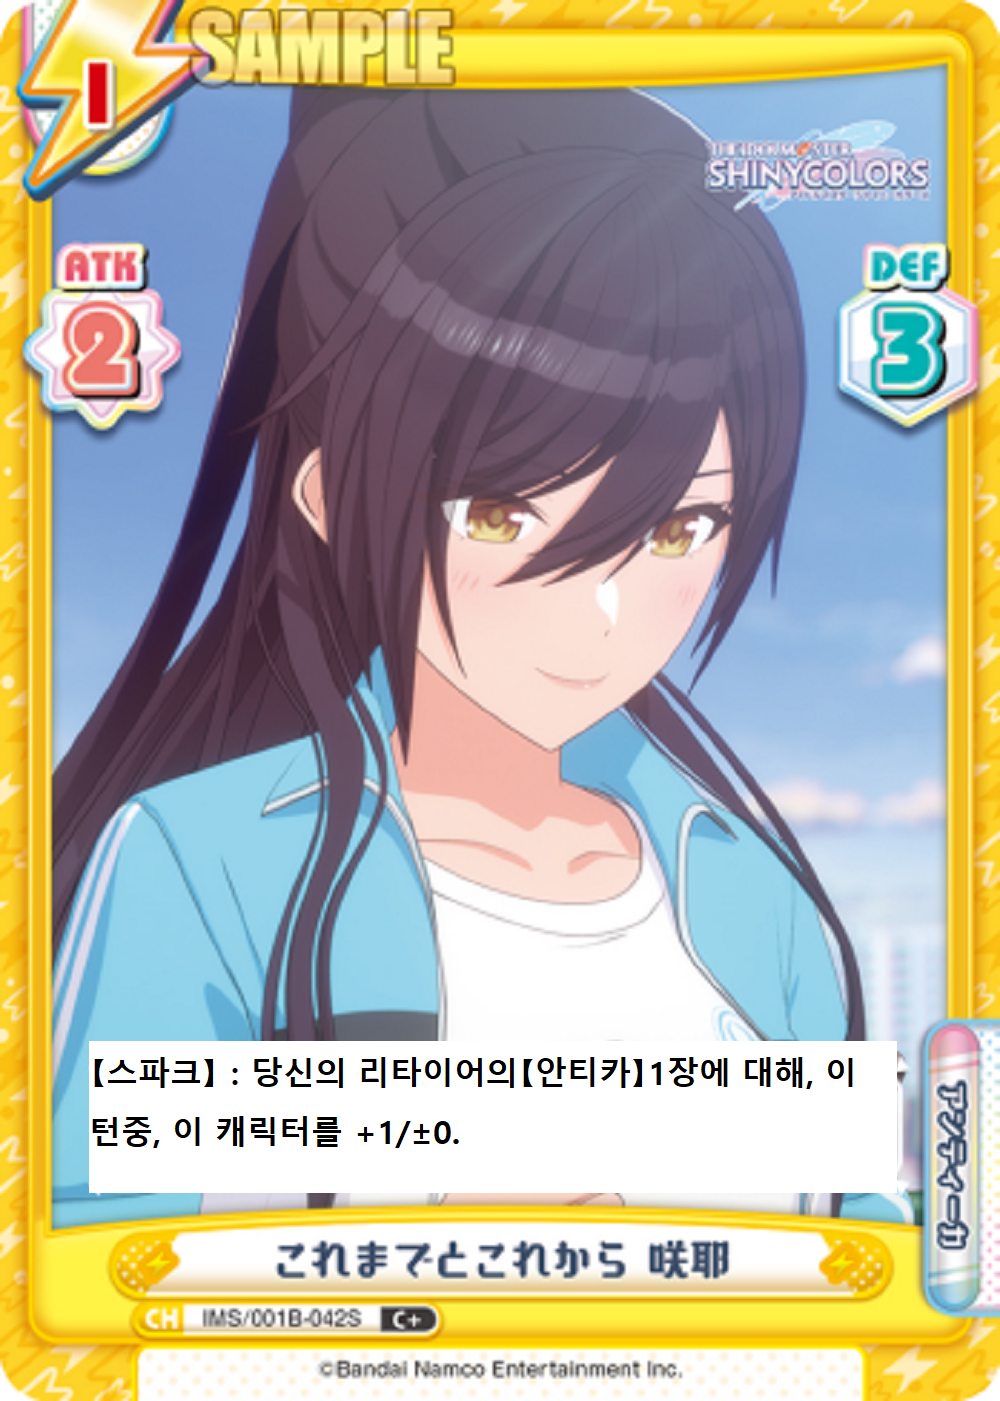 SAMPLE
1
THE IDOLM@STER
SHINYCOLORS
ATK
2
DEF
3
【스파크】 : 당신의 리타이어의【안티카】1장에 대해, 이
턴중, 이 캐릭터를 +1/±0.
アンティーカ
これまでとこれから 咲耶
CH IMS/001B-042S C+
©Bandai Namco Entertainment Inc.